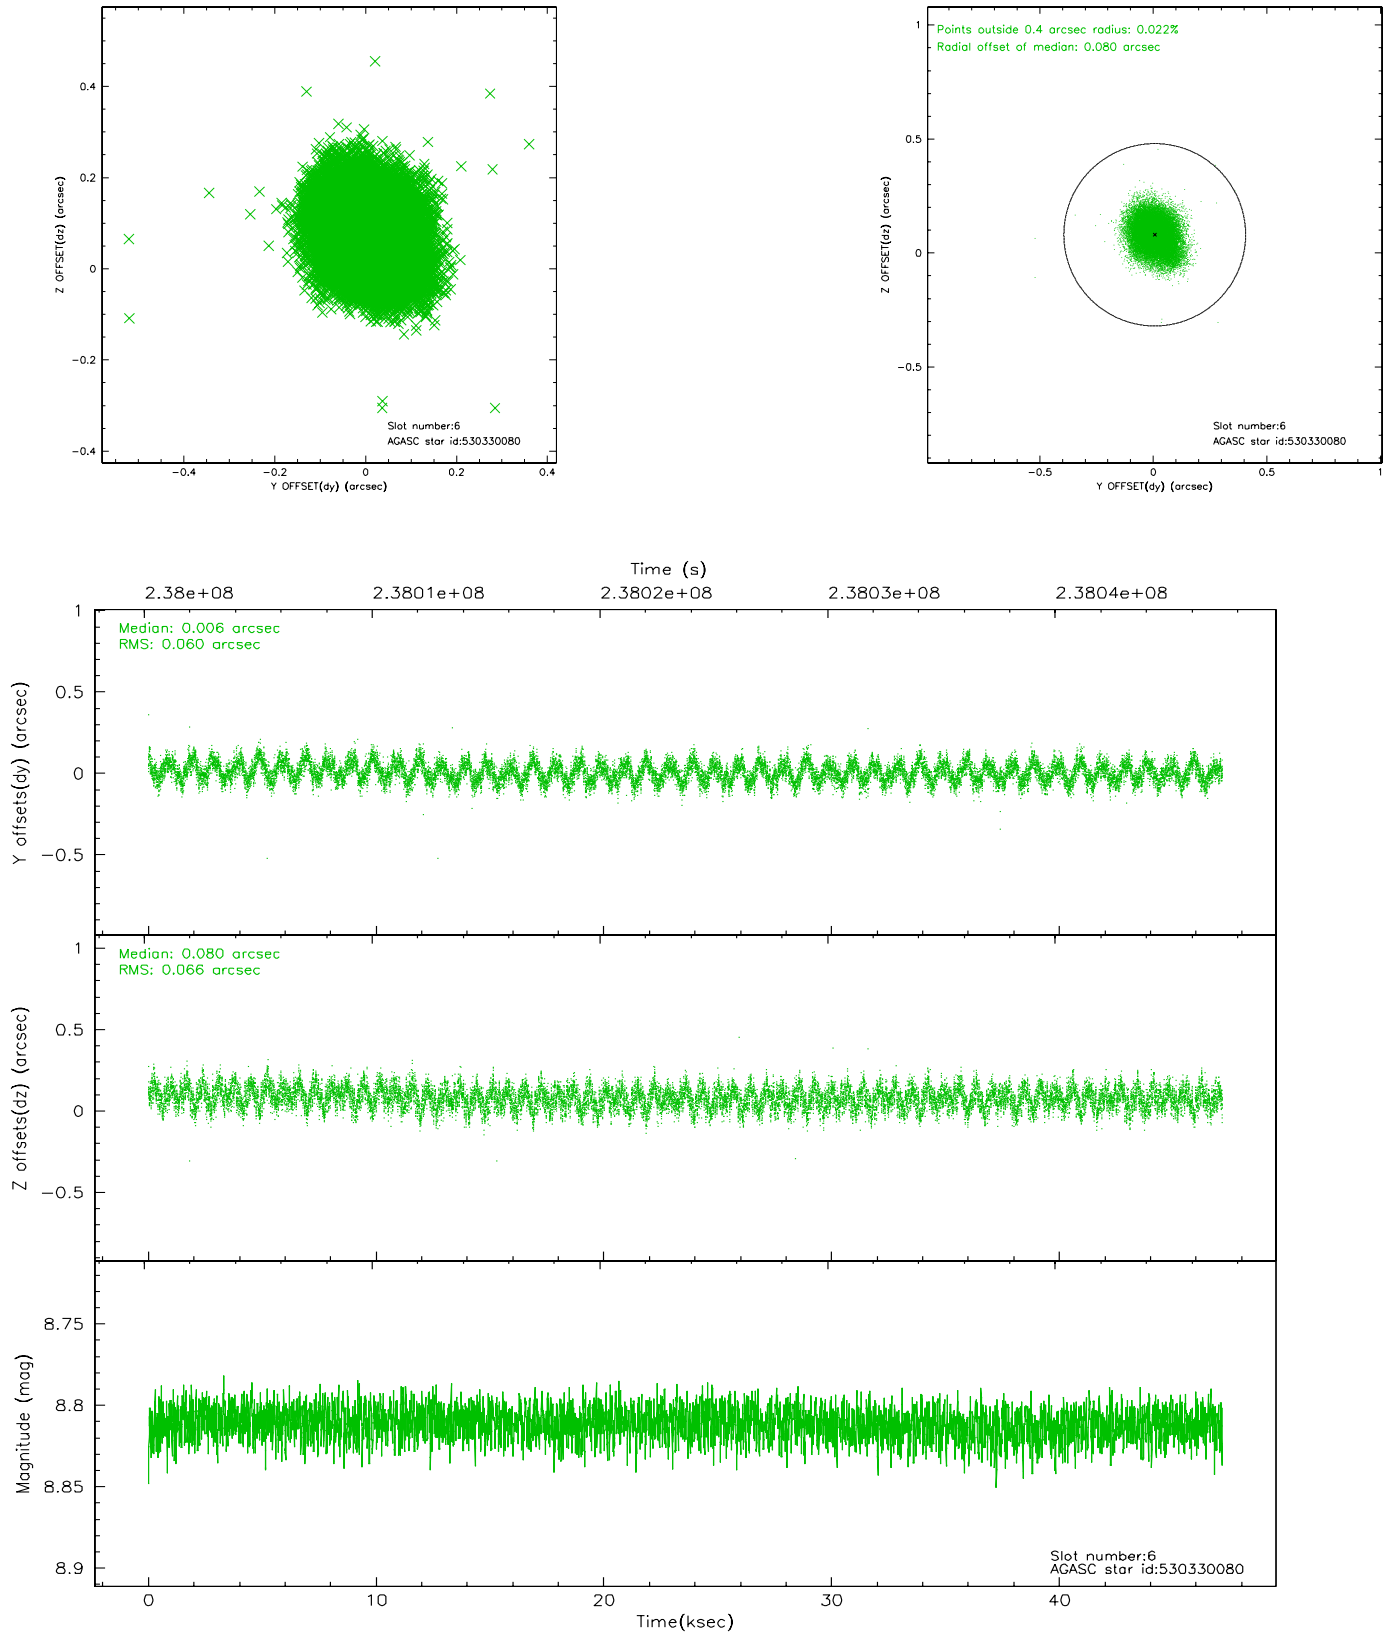 0.4
0.2
0
−0.2
−0.4
Z OFFSET(dz) (arcsec)
Slot number:6
AGASC star id:530330080
−0.4 −0.2 0 0.2 0.4
Y OFFSET(dy) (arcsec)
Points outside 0.4 arcsec radius: 0.022%
Radial offset of median: 0.080 arcsec
1
0.5
0
−0.5
Z OFFSET(dz) (arcsec)
Slot number:6
AGASC star id:530330080
−0.5 0 0.5 1
Y OFFSET(dy) (arcsec)
Time (s)
2.38e+08 2.3801e+08 2.3802e+08 2.3803e+08 2.3804e+08
Median: 0.006 arcsec
RMS: 0.060 arcsec
1
0.5
0
−0.5
Y offsets(dy) (arcsec)
Median: 0.080 arcsec
RMS: 0.066 arcsec
1
0.5
0
−0.5
Z offsets(dz) (arcsec)
8.75
8.8
8.85
8.9
Magnitude (mag)
Slot number:6
AGASC star id:530330080
0 10 20 30 40
Time(ksec)